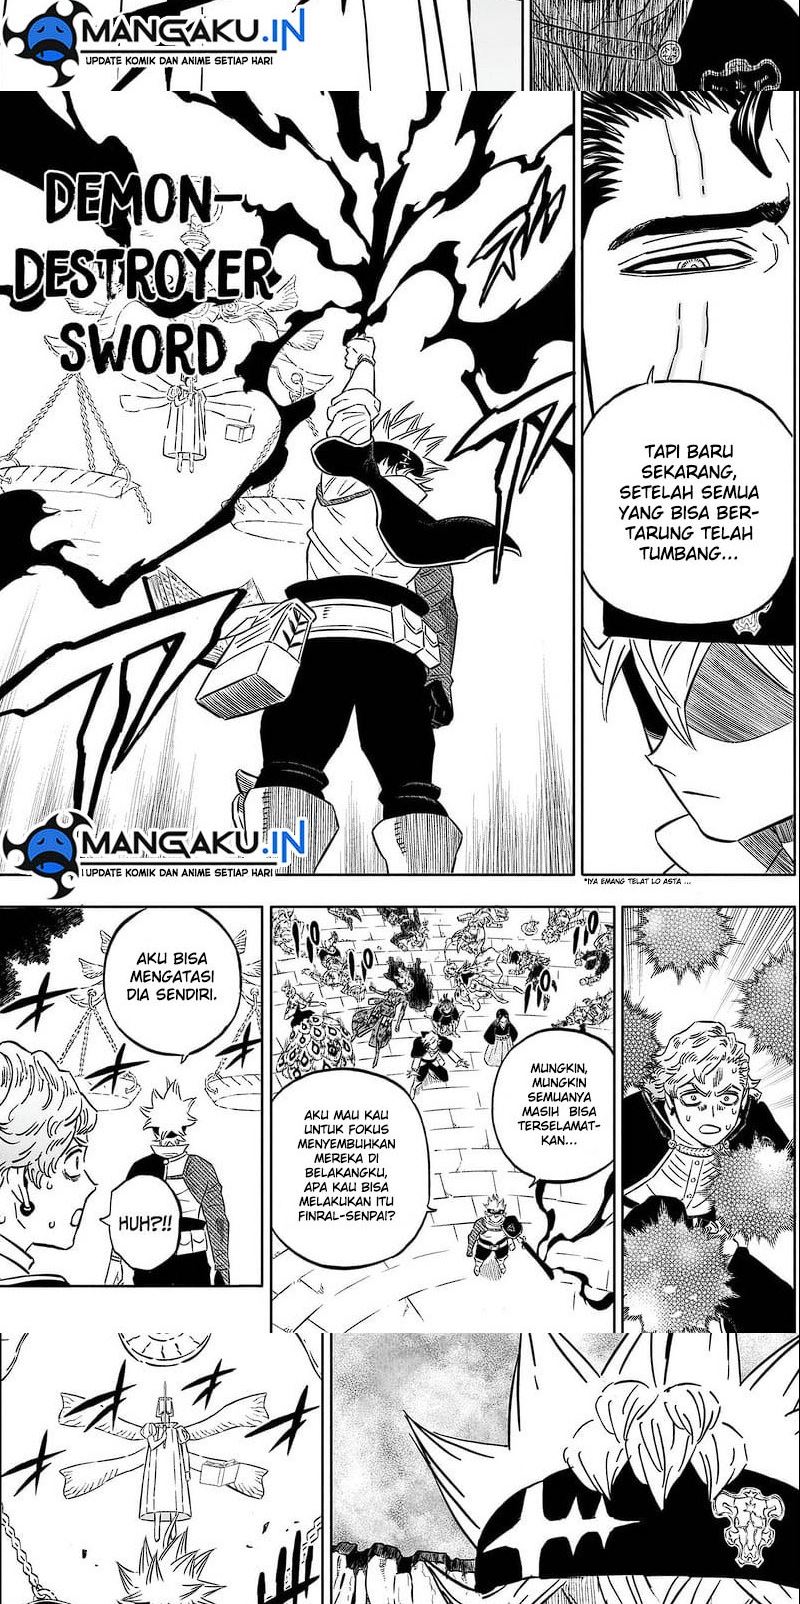 MANGAKU.IN
UPDATE KOMIK DAN ANIME SETIAP HARI
DEMON-
DESTROYER
SWORD
TAPI BARU
SEKARANG,
SETELAH SEMUA
YANG BISA BER-
TARUNG TELAH
TUMBANG...
MANGAKU.IN
UPDATE KOMIK DAN ANIME SETIAP HARI
*IYA EMANG TELAT LO ASTA ...
AKU BISA
MENGATASI
DIA SENDIRI.
HUH?!!
MUNGKIN,
MUNGKIN
SEMUANYA
MASIH BISA
TERSELAMAT-
KAN...
AKU MAU KAU
UNTUK FOKUS
MENYEMBUHKAN
MEREKA DI
BELAKANGKU,
APA KAU BISA
MELAKUKAN ITU
FINRAL-SENPAI?